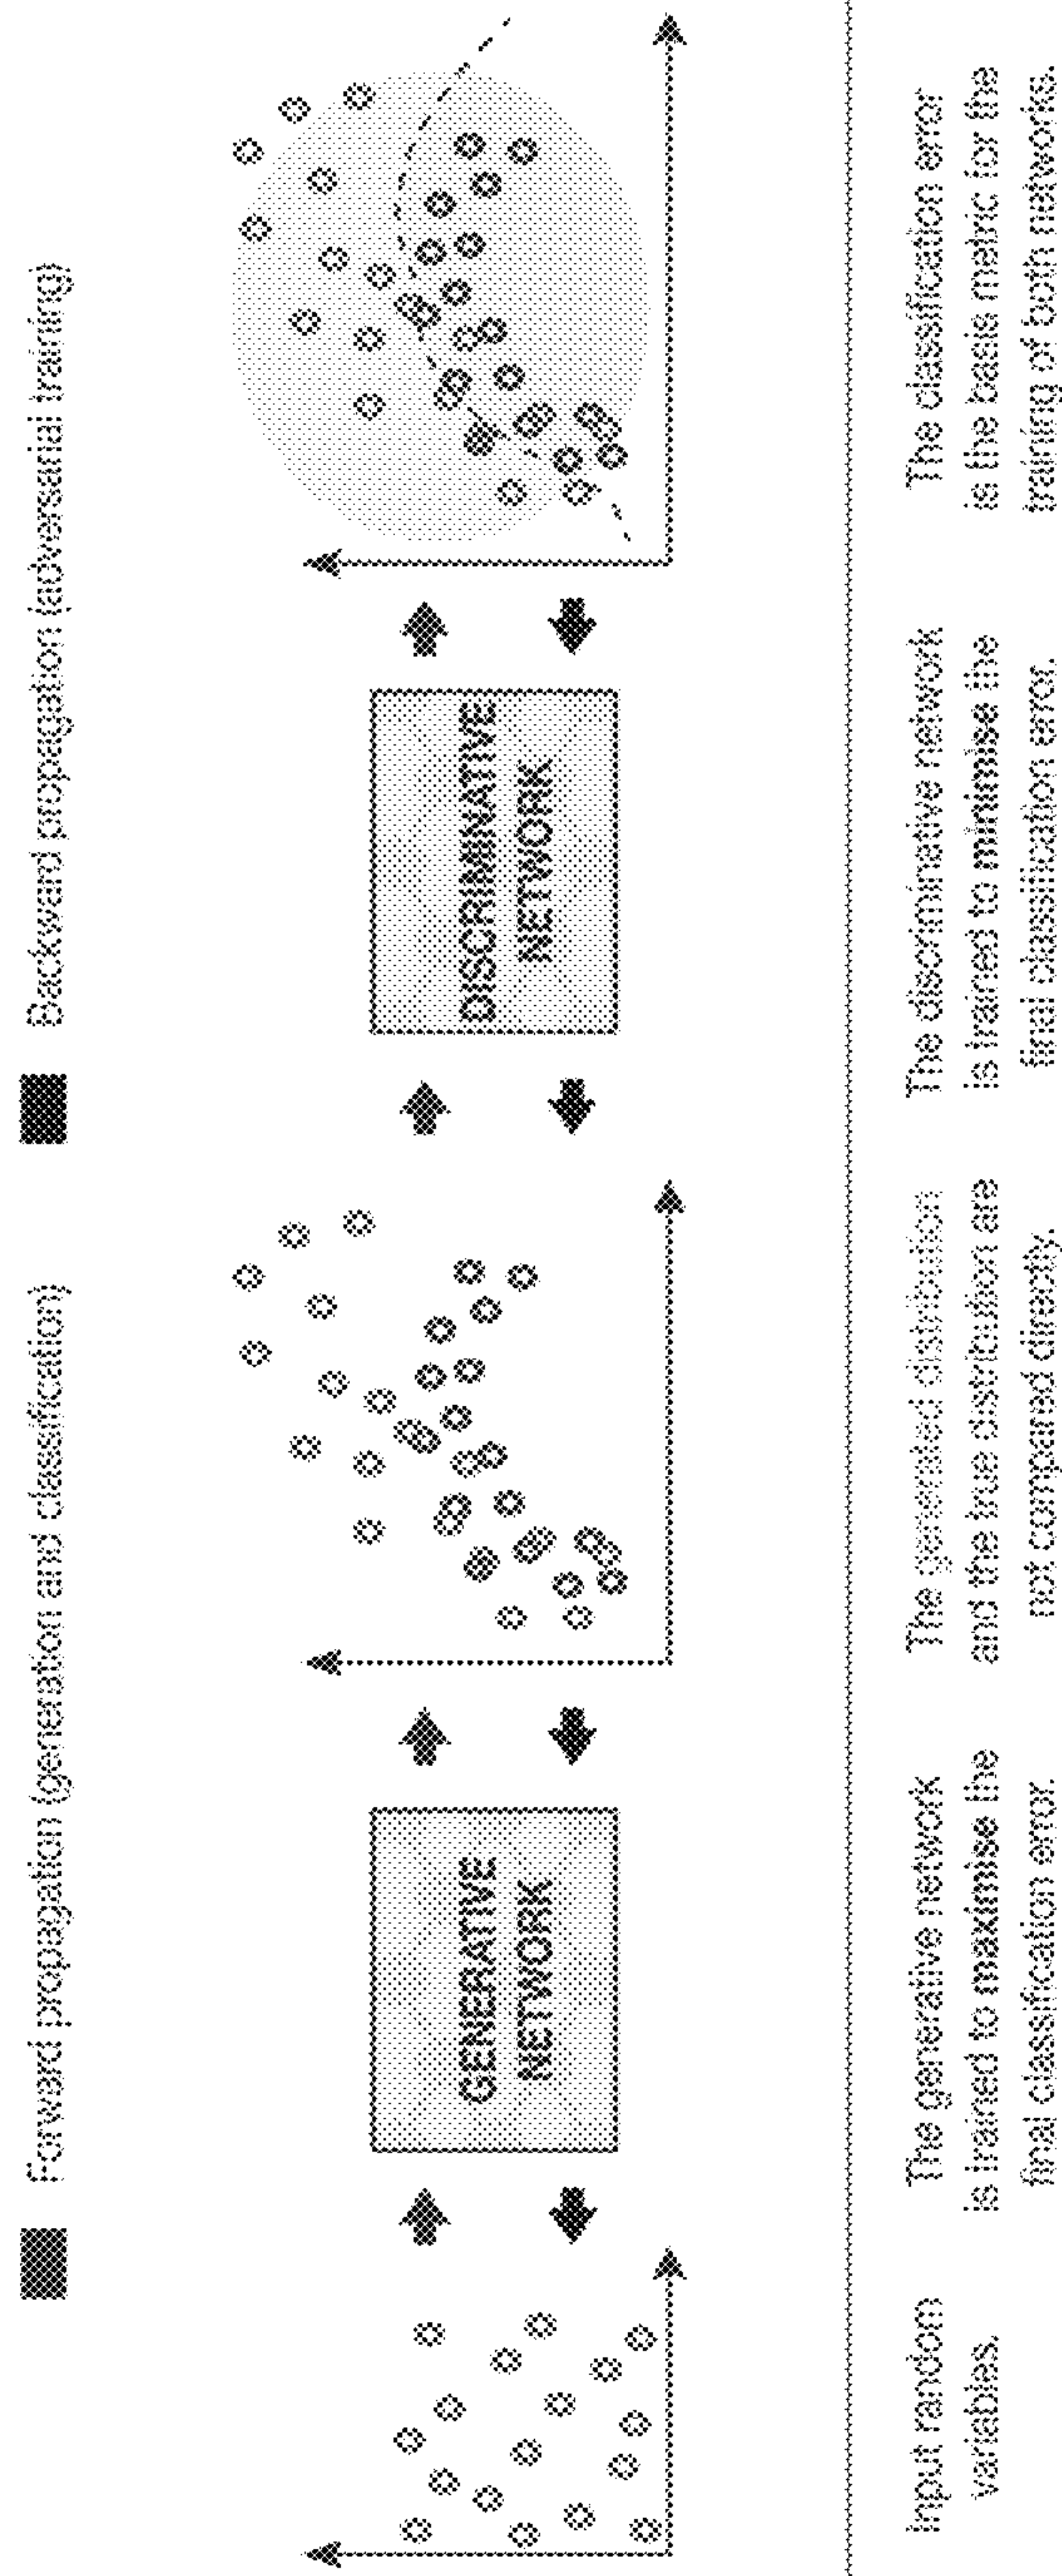 Forward propagation (generation and classification)
Backward propagation (adversarial training)
GENERATIVE
NETWORK
DISCRIMINATIVE
NETWORK
Input random
variables.
The generative network
is trained to maximise the
final classification error.
The generated distribution
and the true distribution are
not compared directly.
The discriminative network
is trained to minimise the
final classification error.
The classification error
is the basis metric for the
training of both networks.